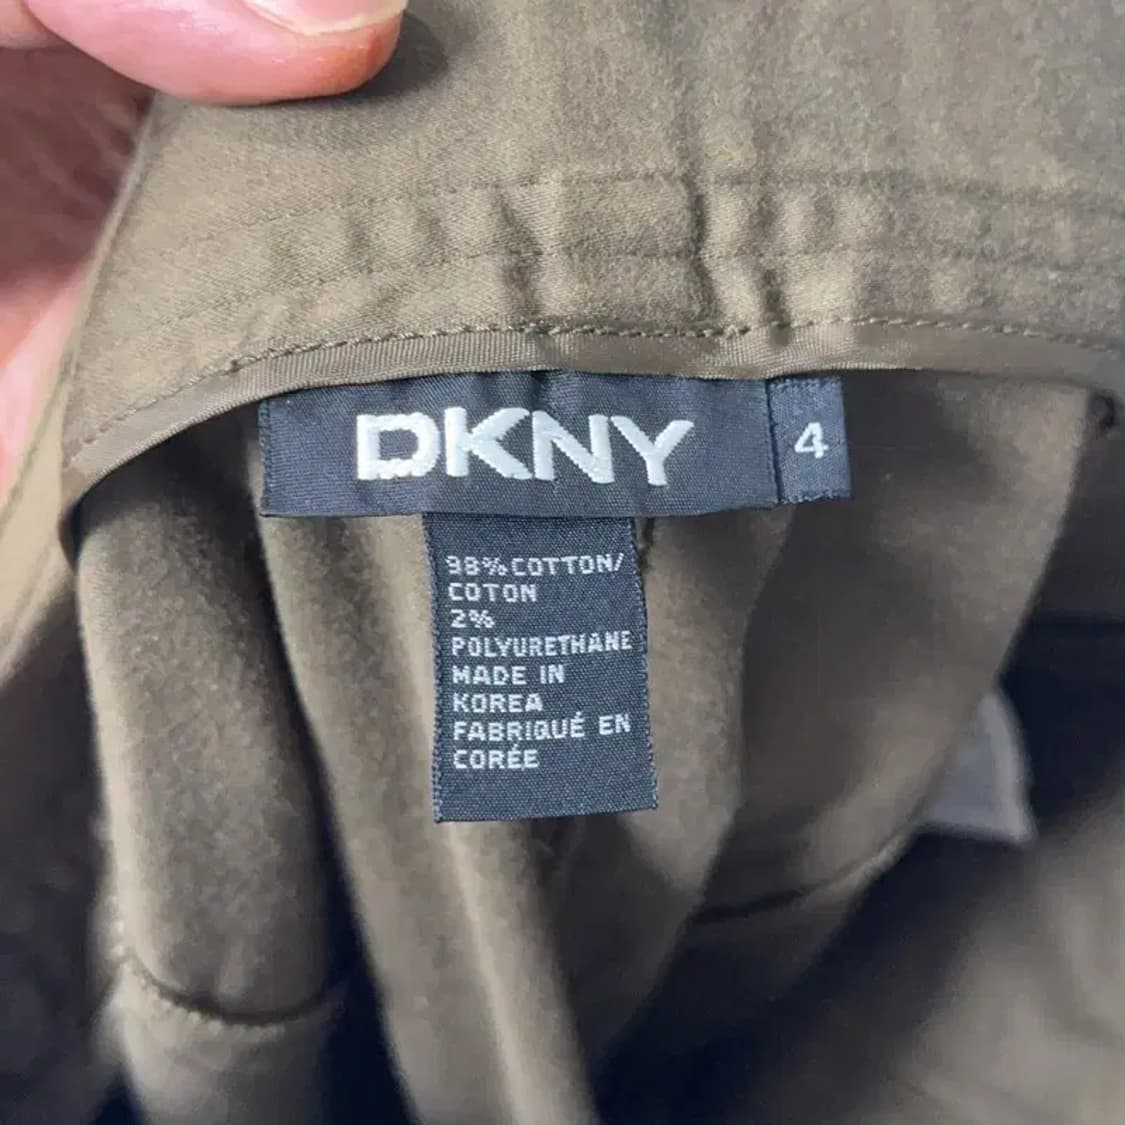 DKNY
4
98%COTTON/
COTON
2%
POLYURETHANE
MADE IN
KOREA
FABRIQUÉ EN
CORÉE